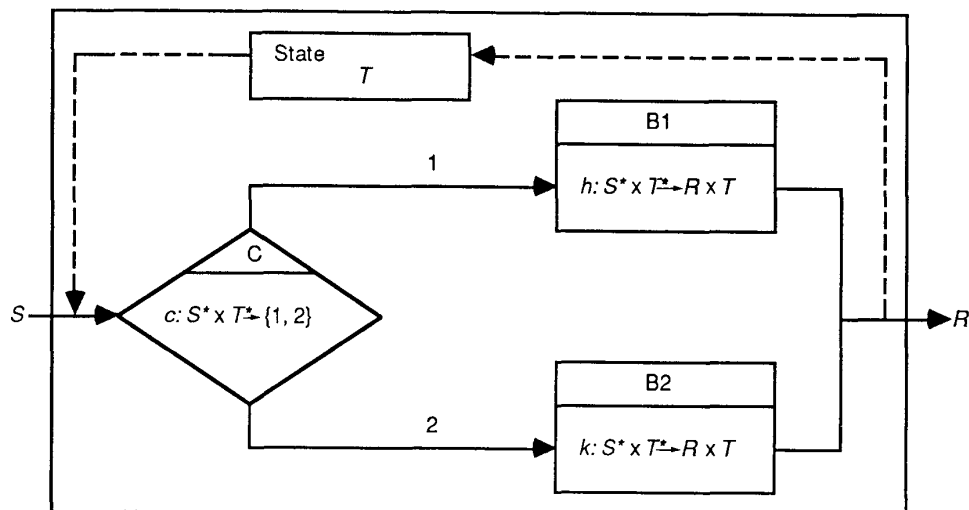 State
T
B1
1
h: S* x T* → R x T
C
S
c: S* x T* → {1, 2}
R
B2
2
k: S* x T* → R x T